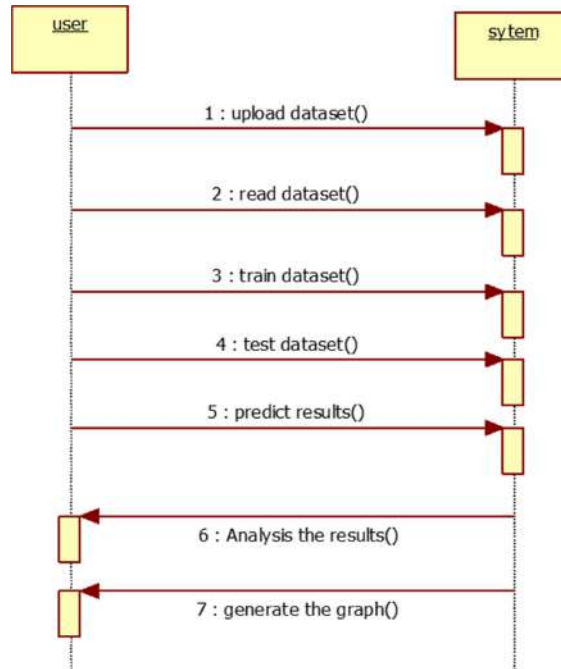 user
sytem
1 : upload dataset()
2 : read dataset()
3 : train dataset()
4 : test dataset()
5 : predict results()
6 : Analysis the results()
7 : generate the graph()